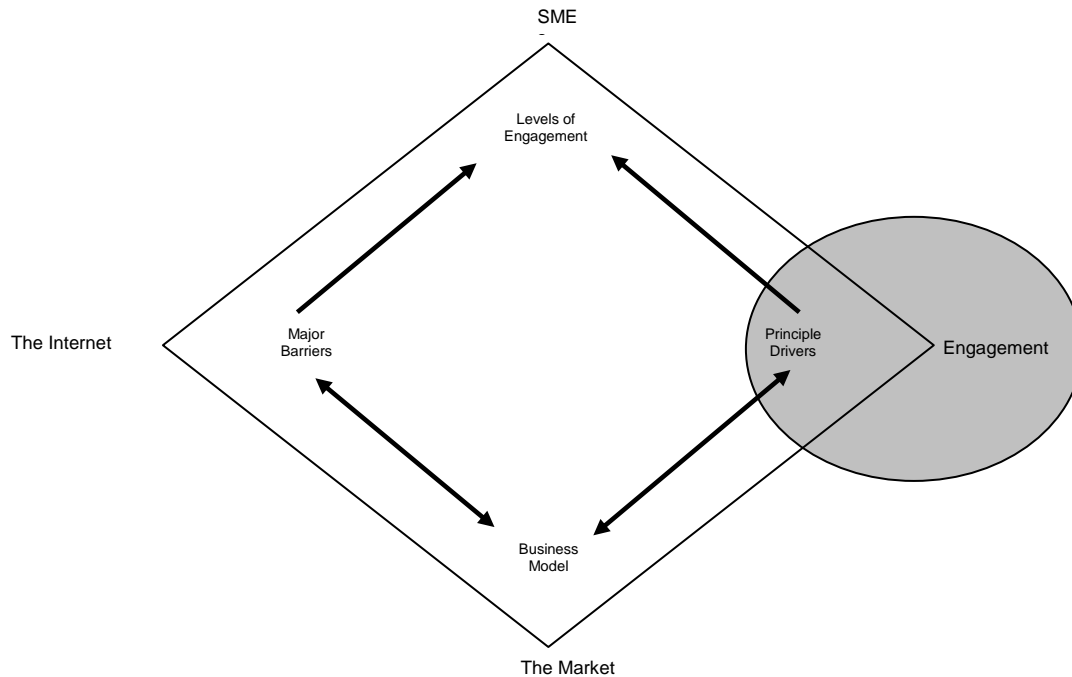 SME
Levels of
Engagement
The Internet
Major
Barriers
Principle
Drivers
Engagement
Business
Model
The Market